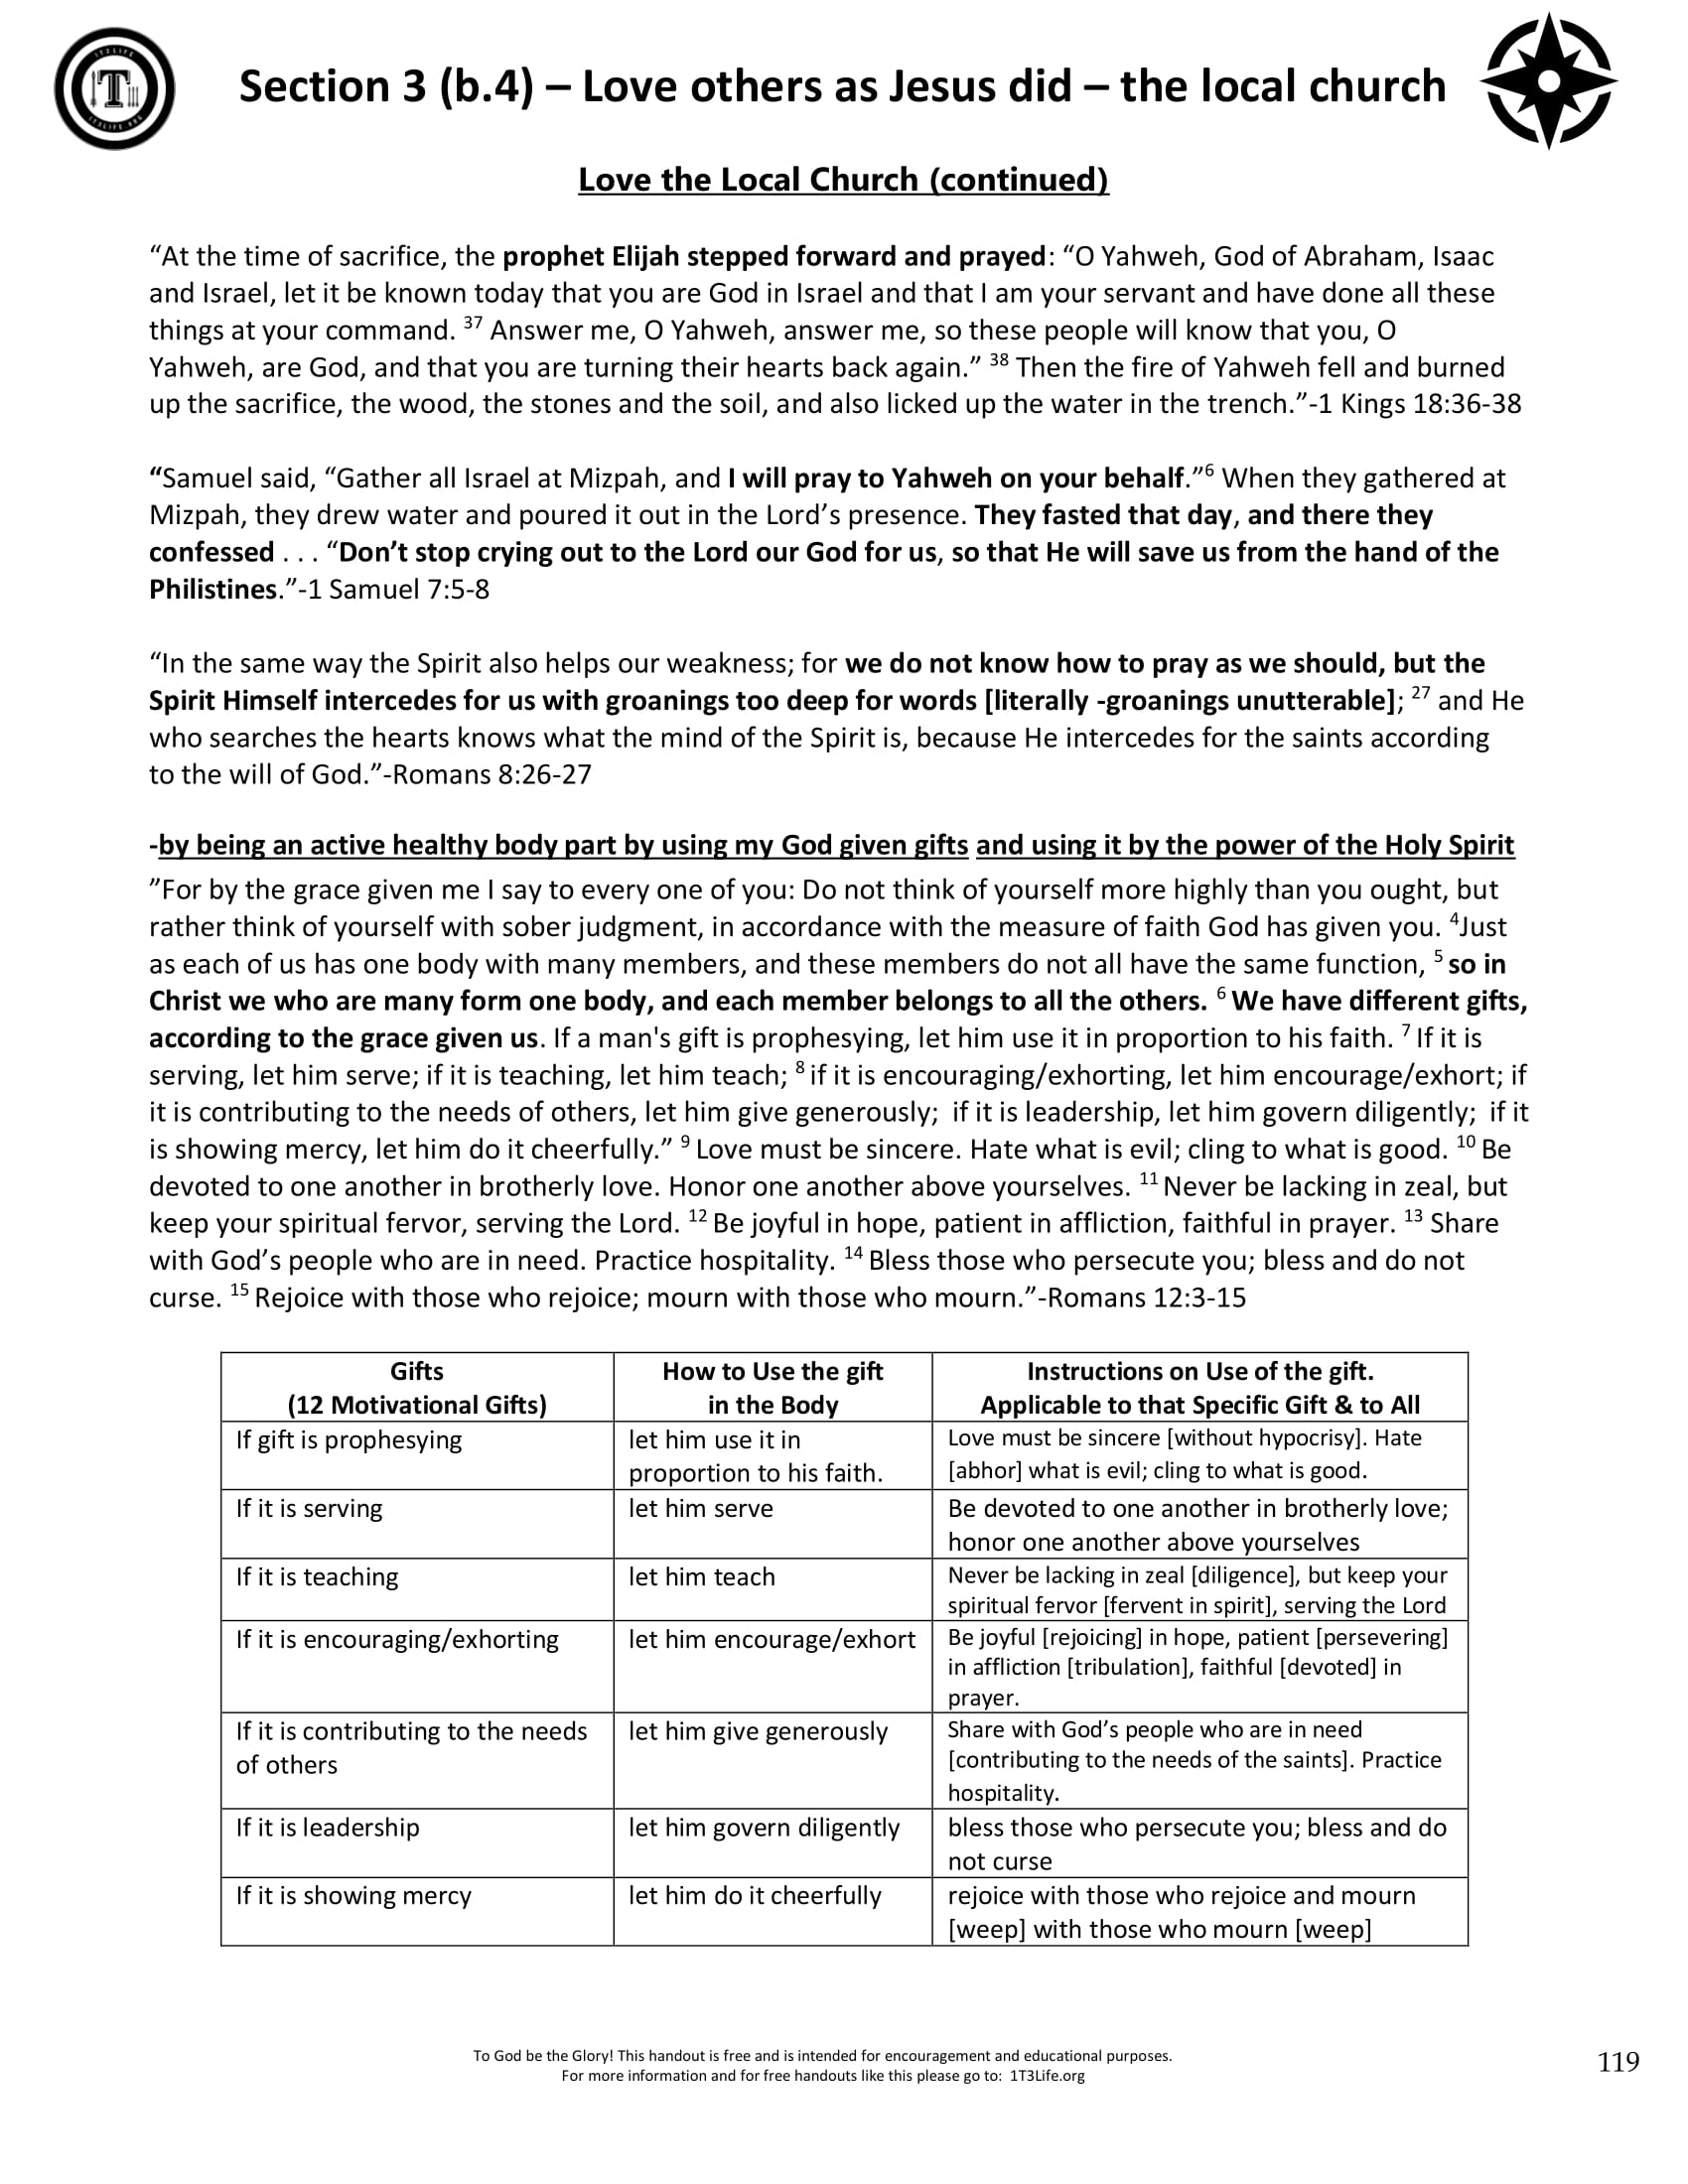 Section 3 (b.4) – Love others as Jesus did – the local church
Love the Local Church (continued)
“At the time of sacrifice, the prophet Elijah stepped forward and prayed: “O Yahweh, God of Abraham, Isaac
and Israel, let it be known today that you are God in Israel and that I am your servant and have done all these
things at your command. 37 Answer me, O Yahweh, answer me, so these people will know that you, O
Yahweh, are God, and that you are turning their hearts back again.” 38 Then the fire of Yahweh fell and burned
up the sacrifice, the wood, the stones and the soil, and also licked up the water in the trench.”-1 Kings 18:36-38
“Samuel said, “Gather all Israel at Mizpah, and I will pray to Yahweh on your behalf.”6 When they gathered at
Mizpah, they drew water and poured it out in the Lord’s presence. They fasted that day, and there they
confessed . . . “Don’t stop crying out to the Lord our God for us, so that He will save us from the hand of the
Philistines.”-1 Samuel 7:5-8
“In the same way the Spirit also helps our weakness; for we do not know how to pray as we should, but the
Spirit Himself intercedes for us with groanings too deep for words [literally -groanings unutterable]; 27 and He
who searches the hearts knows what the mind of the Spirit is, because He intercedes for the saints according
to the will of God.”-Romans 8:26-27
-by being an active healthy body part by using my God given gifts and using it by the power of the Holy Spirit
”For by the grace given me I say to every one of you: Do not think of yourself more highly than you ought, but
rather think of yourself with sober judgment, in accordance with the measure of faith God has given you. 4Just
as each of us has one body with many members, and these members do not all have the same function, 5 so in
Christ we who are many form one body, and each member belongs to all the others. 6 We have different gifts,
according to the grace given us. If a man's gift is prophesying, let him use it in proportion to his faith. 7 If it is
serving, let him serve; if it is teaching, let him teach; 8 if it is encouraging/exhorting, let him encourage/exhort; if
it is contributing to the needs of others, let him give generously;  if it is leadership, let him govern diligently;  if it
is showing mercy, let him do it cheerfully.” 9 Love must be sincere. Hate what is evil; cling to what is good. 10 Be
devoted to one another in brotherly love. Honor one another above yourselves. 11 Never be lacking in zeal, but
keep your spiritual fervor, serving the Lord. 12 Be joyful in hope, patient in affliction, faithful in prayer. 13 Share
with God’s people who are in need. Practice hospitality. 14 Bless those who persecute you; bless and do not
curse. 15 Rejoice with those who rejoice; mourn with those who mourn.”-Romans 12:3-15
Gifts
(12 Motivational Gifts)
How to Use the gift
in the Body
Instructions on Use of the gift.
Applicable to that Specific Gift & to All
If gift is prophesying
let him use it in
proportion to his faith.
Love must be sincere [without hypocrisy]. Hate
[abhor] what is evil; cling to what is good.
If it is serving
let him serve
Be devoted to one another in brotherly love;
honor one another above yourselves
If it is teaching
let him teach
Never be lacking in zeal [diligence], but keep your
spiritual fervor [fervent in spirit], serving the Lord
If it is encouraging/exhorting
let him encourage/exhort
Be joyful [rejoicing] in hope, patient [persevering]
in affliction [tribulation], faithful [devoted] in
prayer.
If it is contributing to the needs
of others
let him give generously
Share with God’s people who are in need
[contributing to the needs of the saints]. Practice
hospitality.
If it is leadership
let him govern diligently
bless those who persecute you; bless and do
not curse
If it is showing mercy
let him do it cheerfully
rejoice with those who rejoice and mourn
[weep] with those who mourn [weep]
To God be the Glory! This handout is free and is intended for encouragement and educational purposes.
For more information and for free handouts like this please go to:  1T3Life.org
119